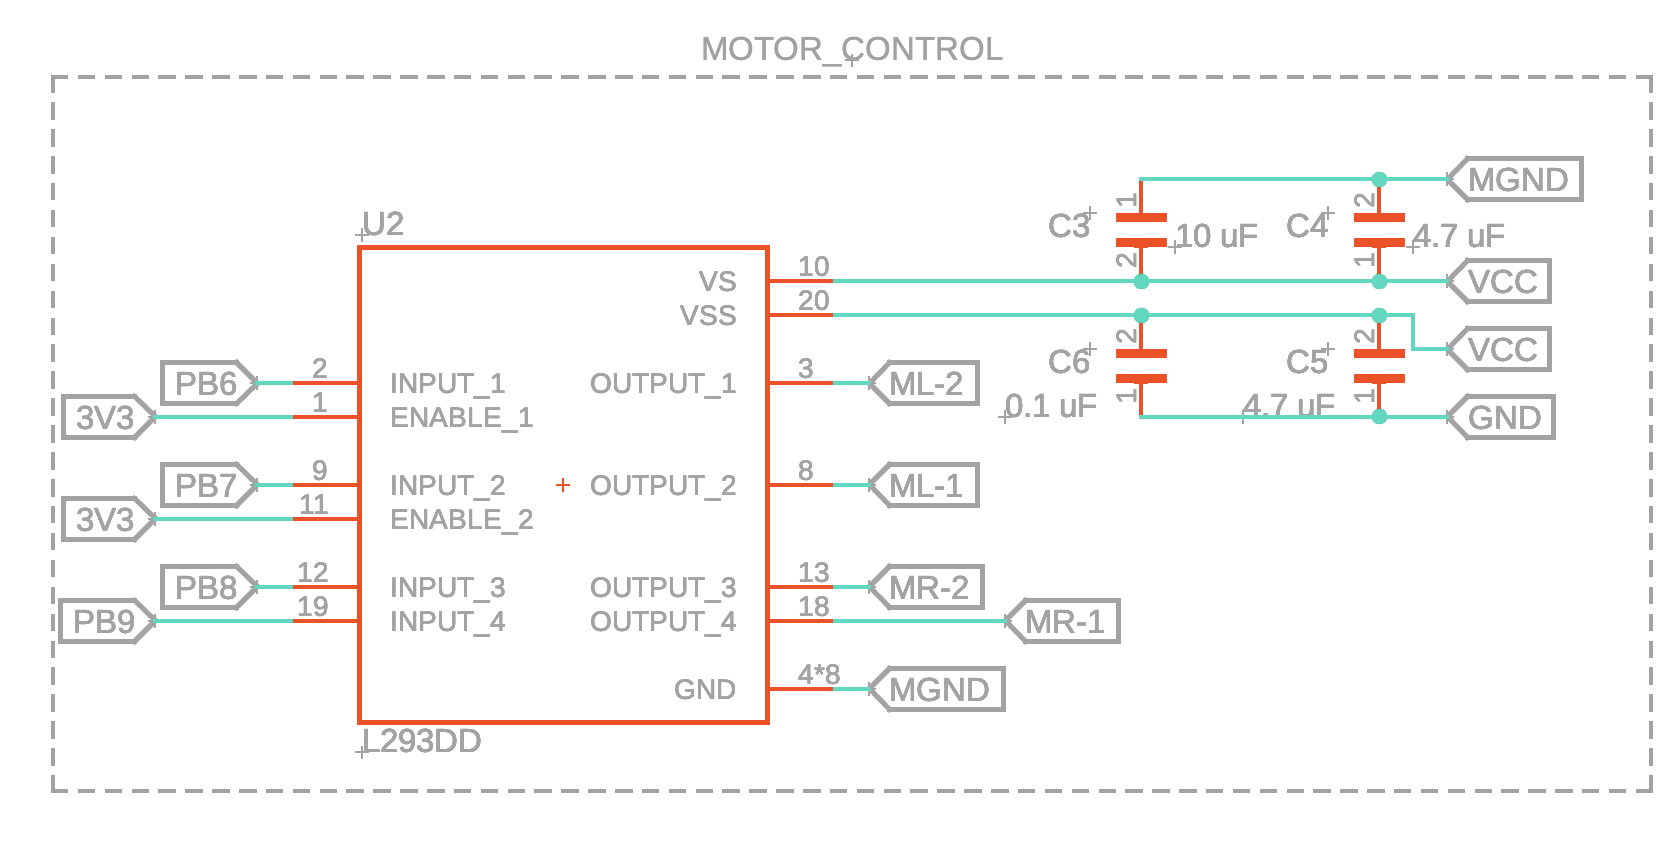 MOTOR_CONTROL
MGND
1
2
C3
10 uF
C4
4.7 uF
2
1
U2
VS
10
VCC
VSS
20
2
2
VCC
C6
C5
PB6
2
INPUT_1
OUTPUT_1
3
ML-2
1
1
0.1 uF
4.7 uF
3V3
1
ENABLE_1
GND
PB7
9
INPUT_2
OUTPUT_2
8
ML-1
3V3
11
ENABLE_2
PB8
12
INPUT_3
OUTPUT_3
13
MR-2
PB9
19
INPUT_4
OUTPUT_4
18
MR-1
GND
4*8
MGND
L293DD